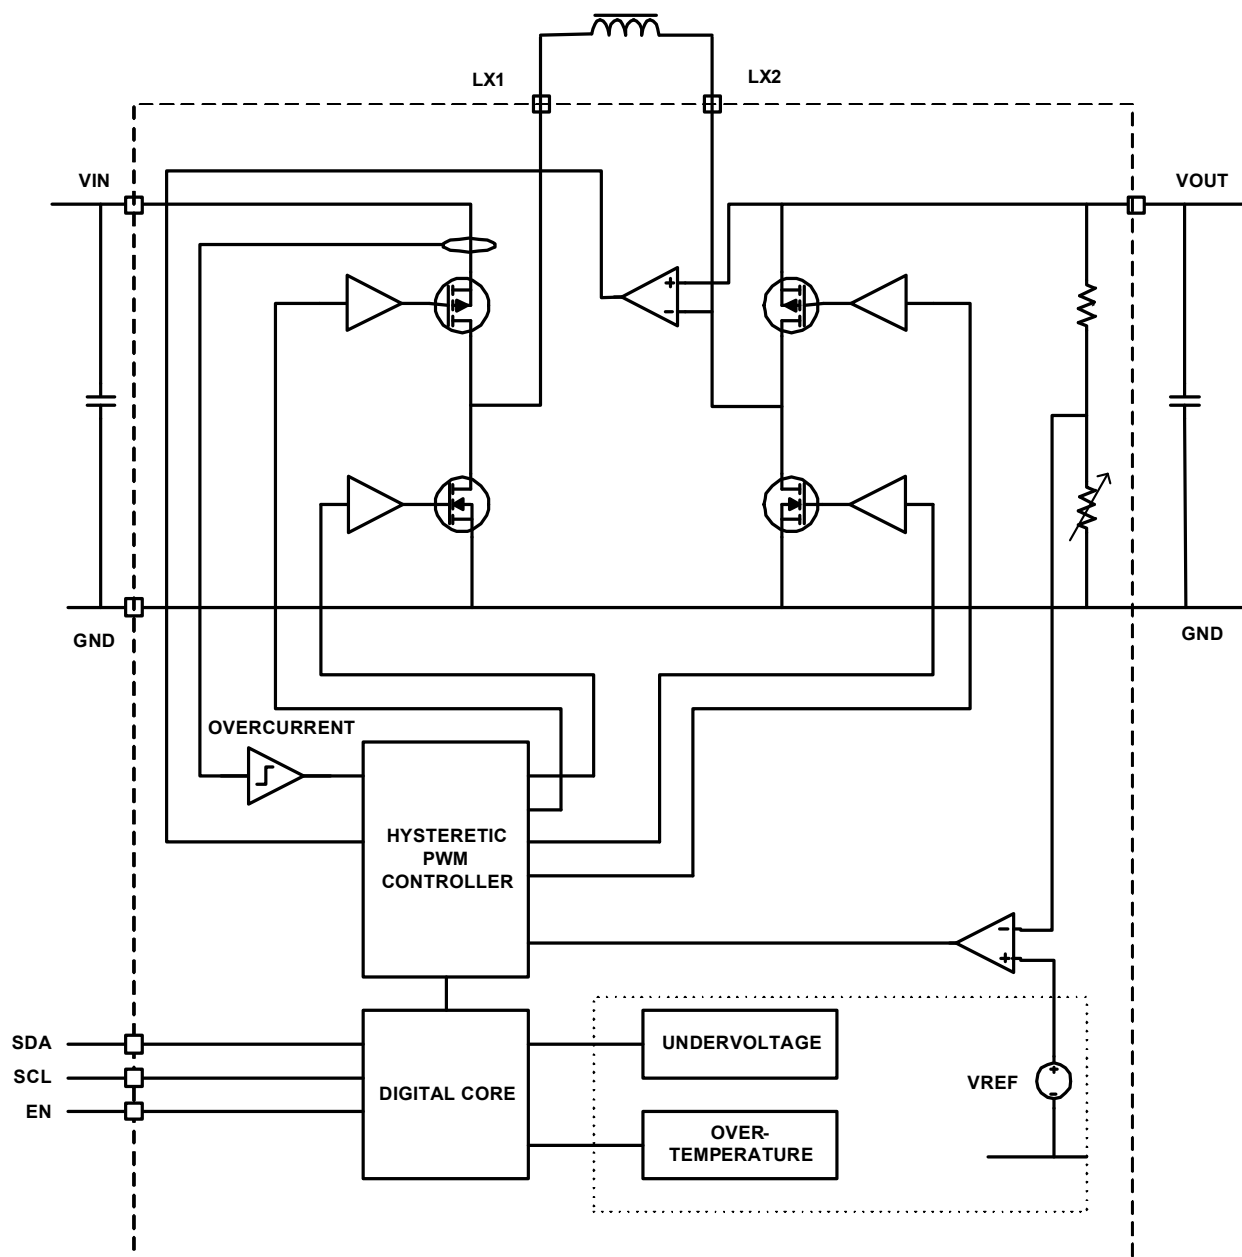 LX1
LX2
VIN
VOUT
+
−
GND
GND
OVERCURRENT
HYSTERETIC
PWM
CONTROLLER
−
+
SDA
SCL
EN
DIGITAL CORE
UNDERVOLTAGE
OVER-
TEMPERATURE
VREF
+
-